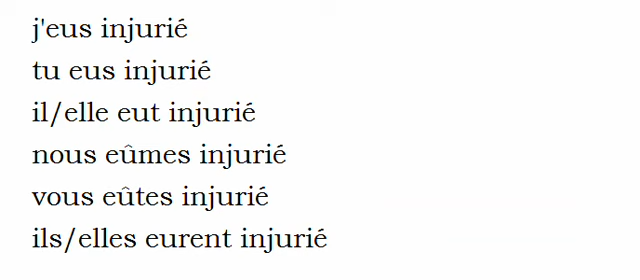 j'eus injurié
tu eus injurié
il/elle eut injurié
nous eûmes injurié
vous eûtes injurié
ils/elles eurent injurié